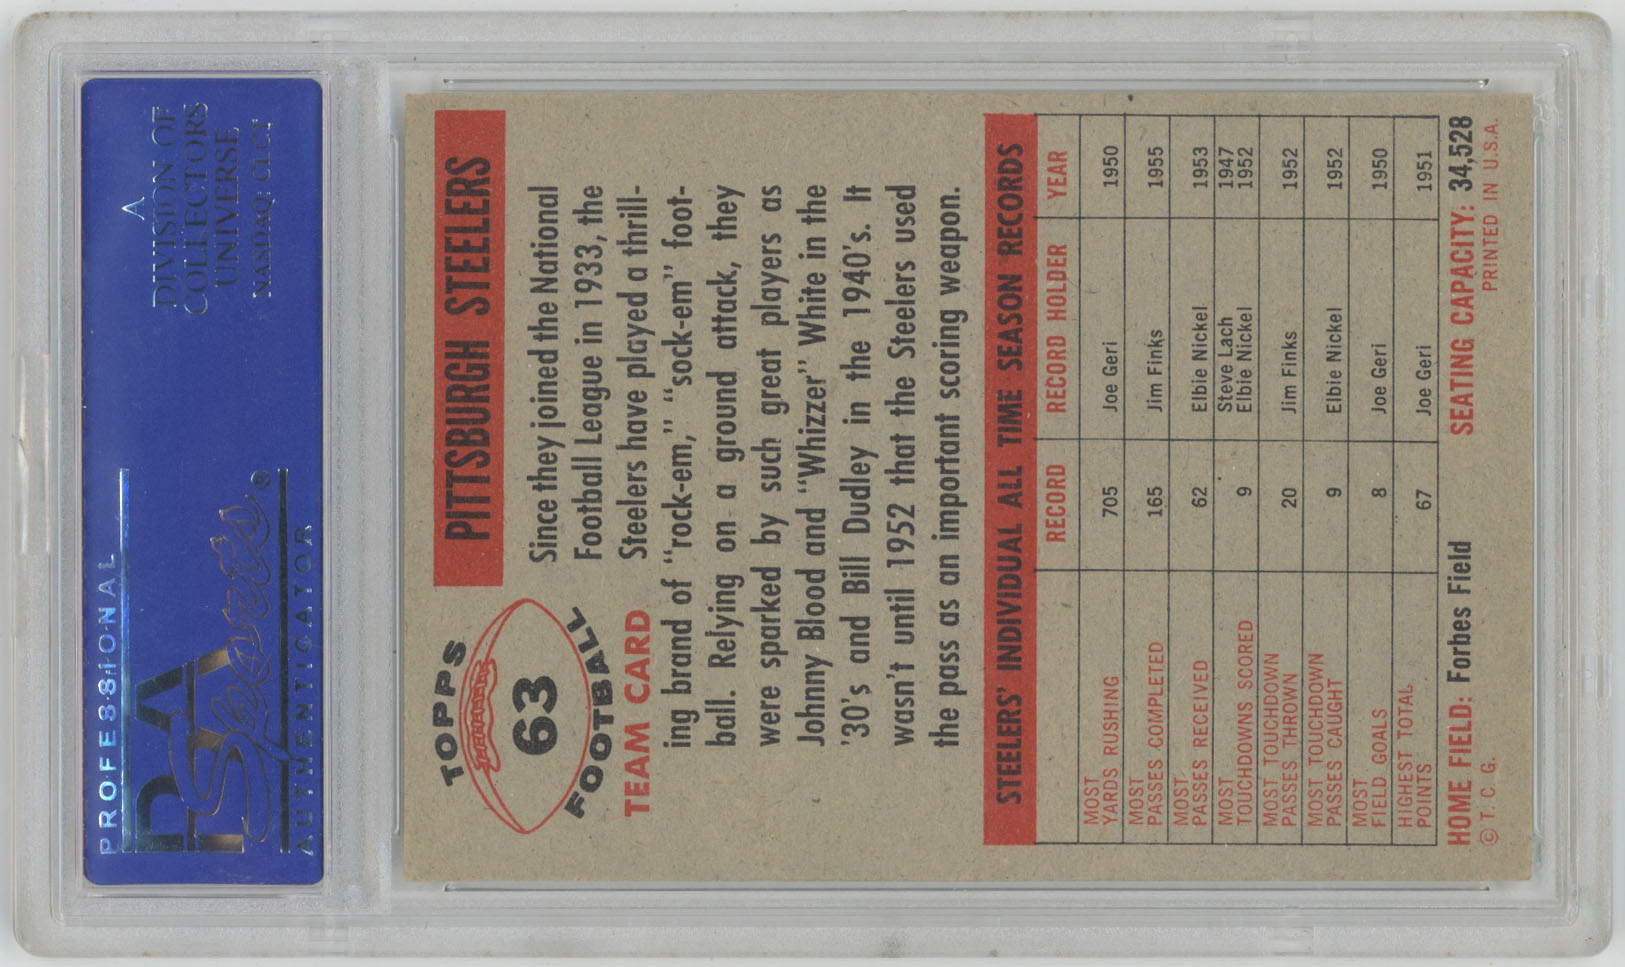 PROFESSIONAL
PSA
Sports®
AUTHENTICATOR
A
DIVISION OF
COLLECTORS
UNIVERSE
NASDAQ: CLCT
TOPPS
63
FOOTBALL
TEAM CARD
PITTSBURGH STEELERS
Since they joined the National
Football League in 1933, the
Steelers have played a thrill-
ing brand of "rock-em," "sock-em" foot-
ball. Relying on a ground attack, they
were sparked by such great players as
Johnny Blood and "Whizzer" White in the
'30's and Bill Dudley in the 1940's. It
wasn't until 1952 that the Steelers used
the pass as an important scoring weapon.
STEELERS' INDIVIDUAL ALL TIME SEASON RECORDS
RECORD RECORD HOLDER YEAR
MOST
YARDS RUSHING 705 Joe Geri 1950
MOST
PASSES COMPLETED 165 Jim Finks 1955
MOST
PASSES RECEIVED 62 Elbie Nickel 1953
MOST Steve Lach 1947
TOUCHDOWNS SCORED 9 Elbie Nickel 1952
MOST TOUCHDOWN
PASSES THROWN 20 Jim Finks 1952
MOST TOUCHDOWN
PASSES CAUGHT 9 Elbie Nickel 1952
MOST
FIELD GOALS 8 Joe Geri 1950
HIGHEST TOTAL
POINTS 67 Joe Geri 1951
HOME FIELD: Forbes Field SEATING CAPACITY: 34,528
© T. C. G. PRINTED IN U.S.A.